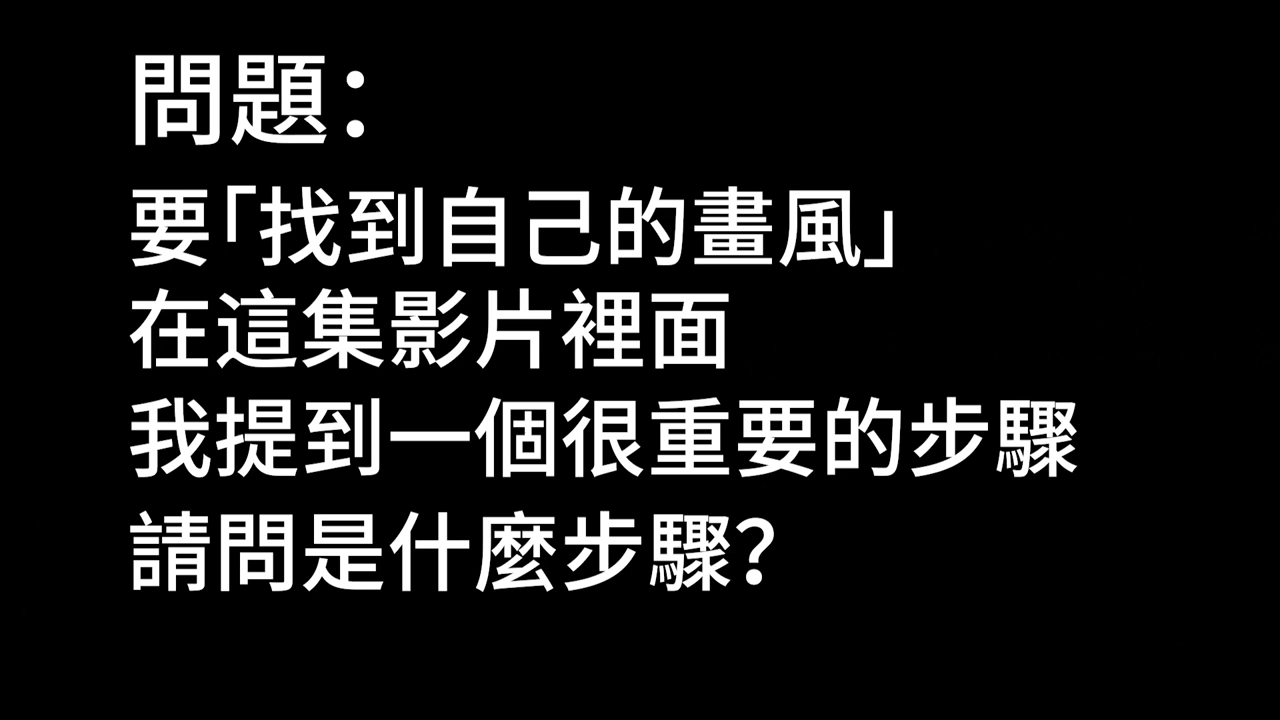 問題：
要「找到自己的畫風」
在這集影片裡面
我提到一個很重要的步驟
請問是什麼步驟？